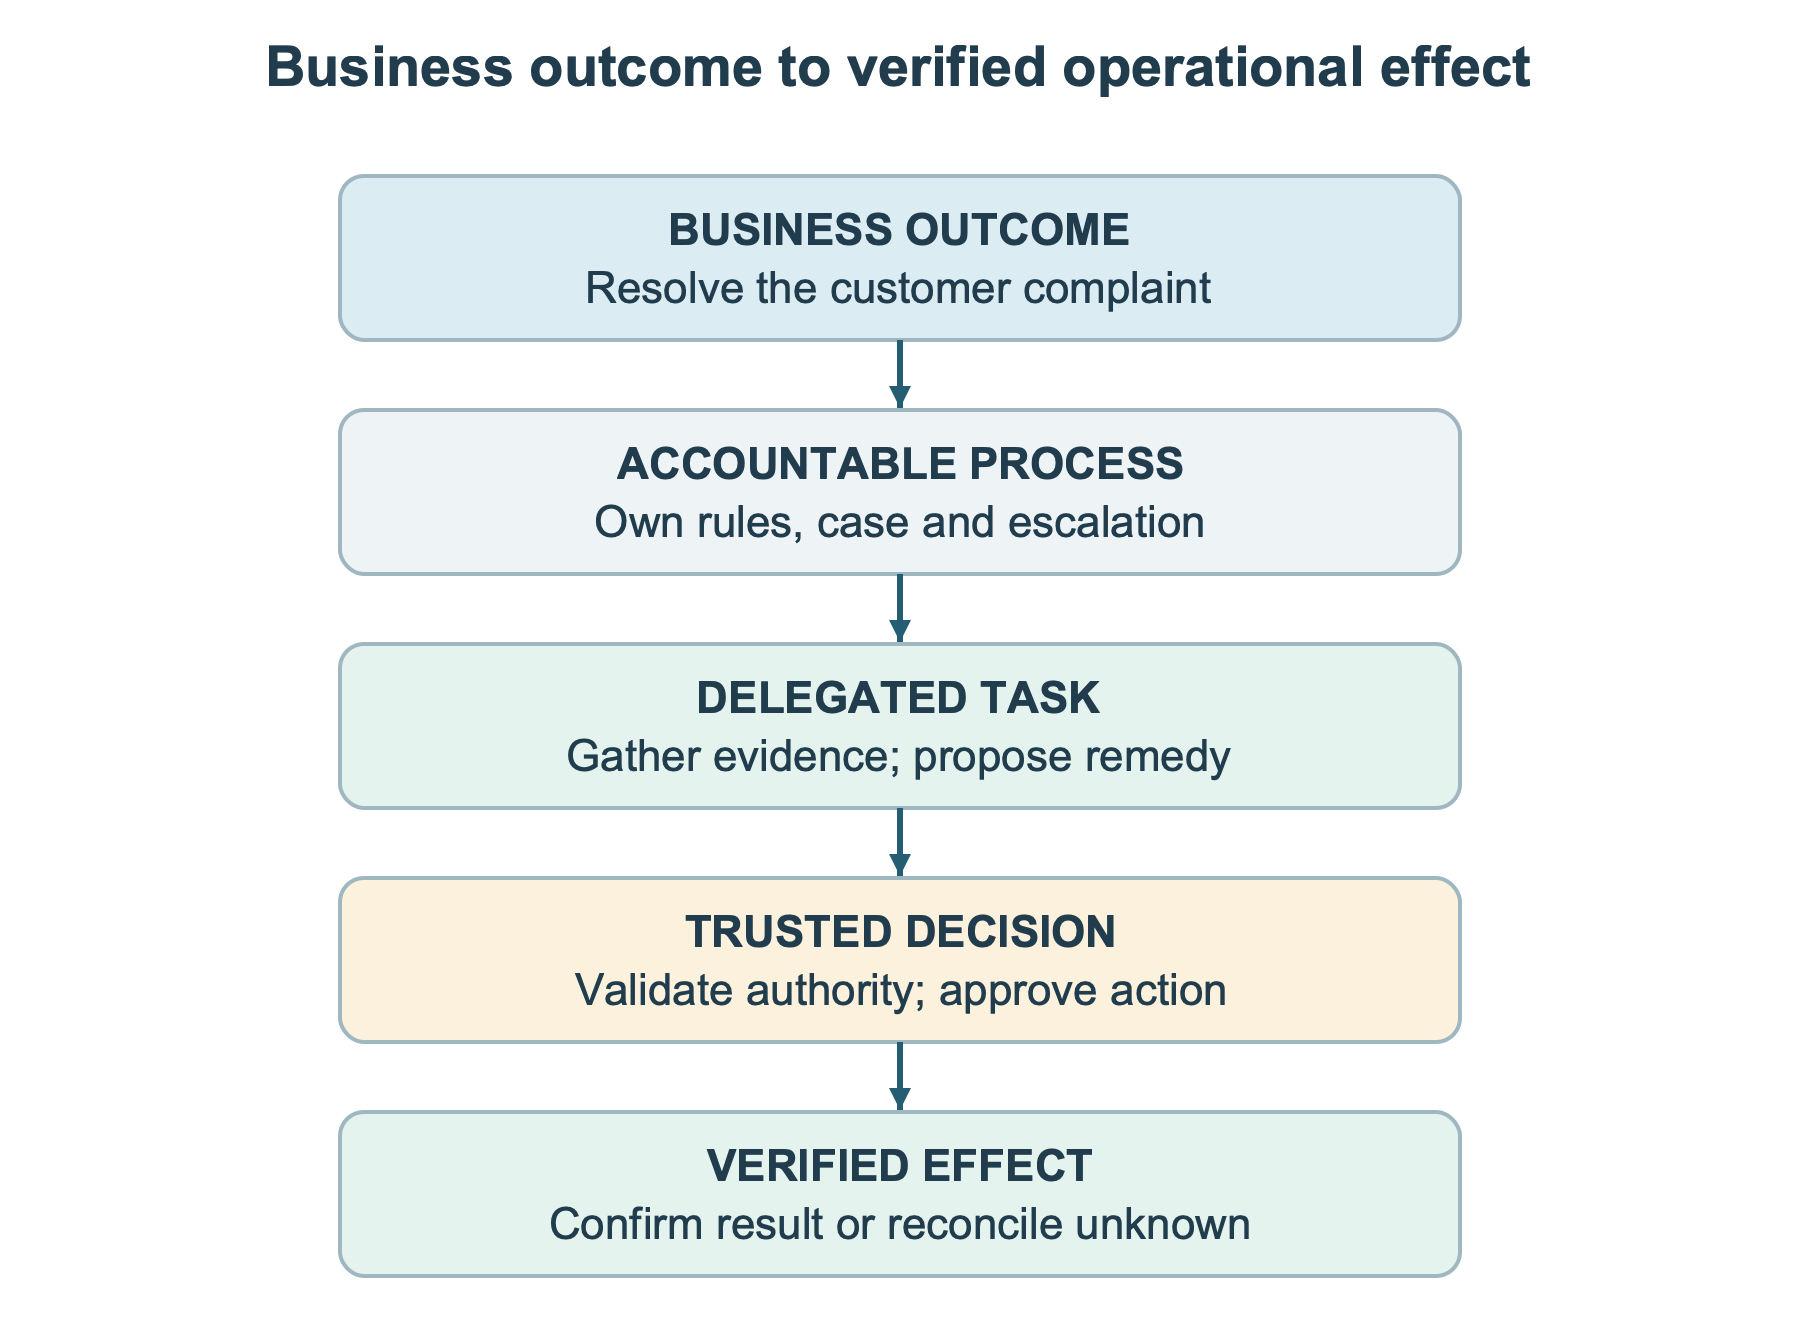 Business outcome to verified operational effect
BUSINESS OUTCOME
Resolve the customer complaint
ACCOUNTABLE PROCESS
Own rules, case and escalation
DELEGATED TASK
Gather evidence; propose remedy
TRUSTED DECISION
Validate authority; approve action
VERIFIED EFFECT
Confirm result or reconcile unknown